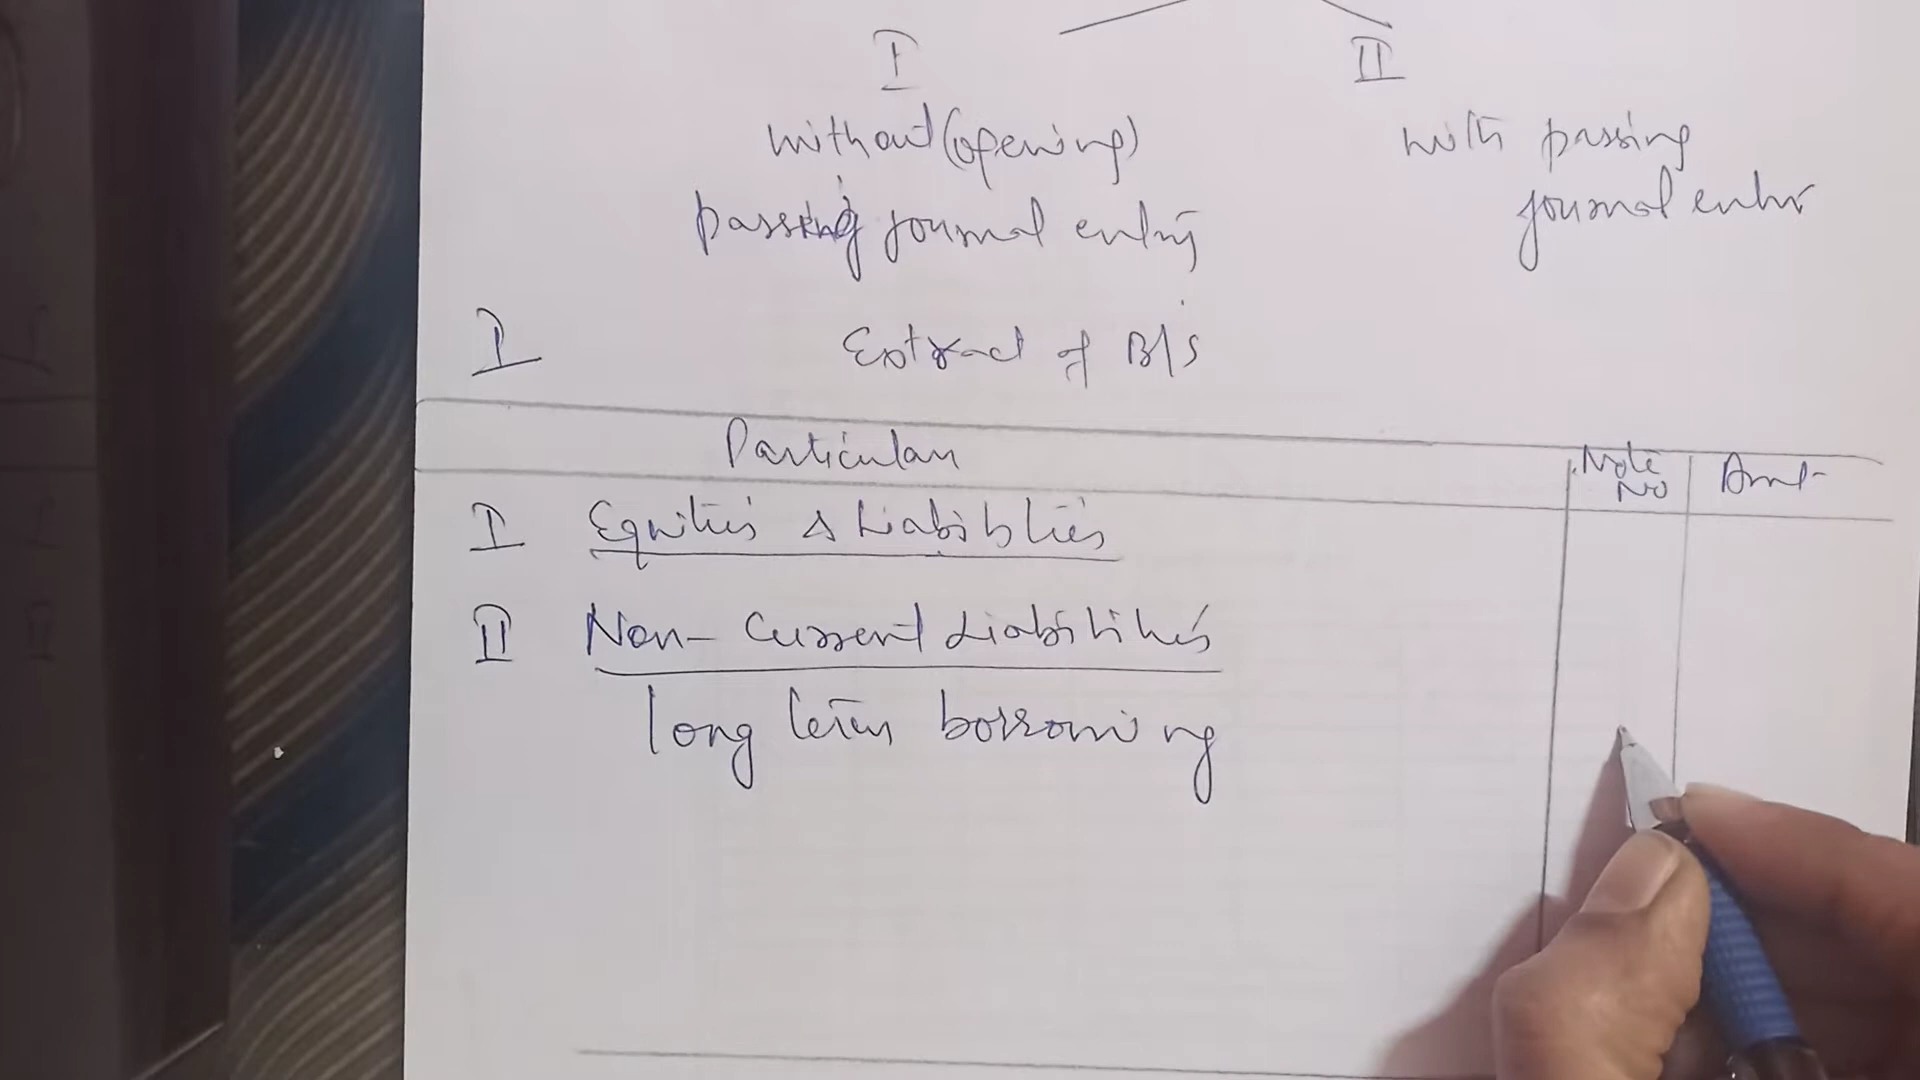 I
II
without (opening)
passing journal entry
with passing
journal entry
I Extract of B/S
Particulars Note No Amt-
I Equities & Liabilities
II Non-Current Liabilities
long term borrowing